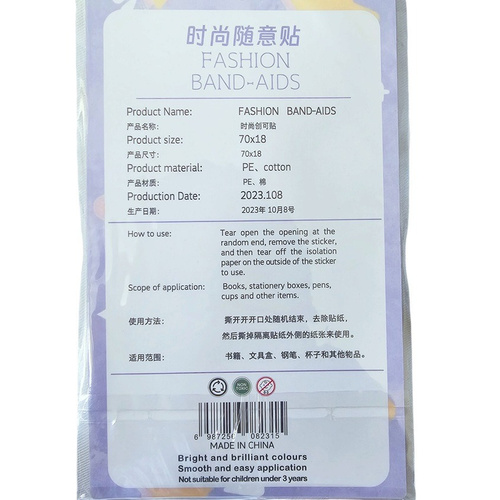 时尚随意贴
FASHION
BAND-AIDS
Product Name: FASHION BAND-AIDS
产品名称: 时尚创可贴
Product size: 70x18
产品尺寸: 70x18
Product material: PE、cotton
产品材质: PE、棉
Production Date: 2023.108
生产日期: 2023年 10月8号
How to use: Tear open the opening at the
random end, remove the sticker,
and then tear off the isolation
paper on the outside of the sticker
to use.
Scope of application: Books, stationery boxes, pens,
cups and other items.
使用方法: 撕开开开口处随机结束，去除贴纸，
然后撕掉隔离贴纸外侧的纸张来使用。
适用范围: 书籍、文具盒、钢笔、杯子和其他物品。
NON
TOXIC
6 987256 082315
MADE IN CHINA
Bright and brilliant colours
Smooth and easy application
Not suitable for children under 3 years